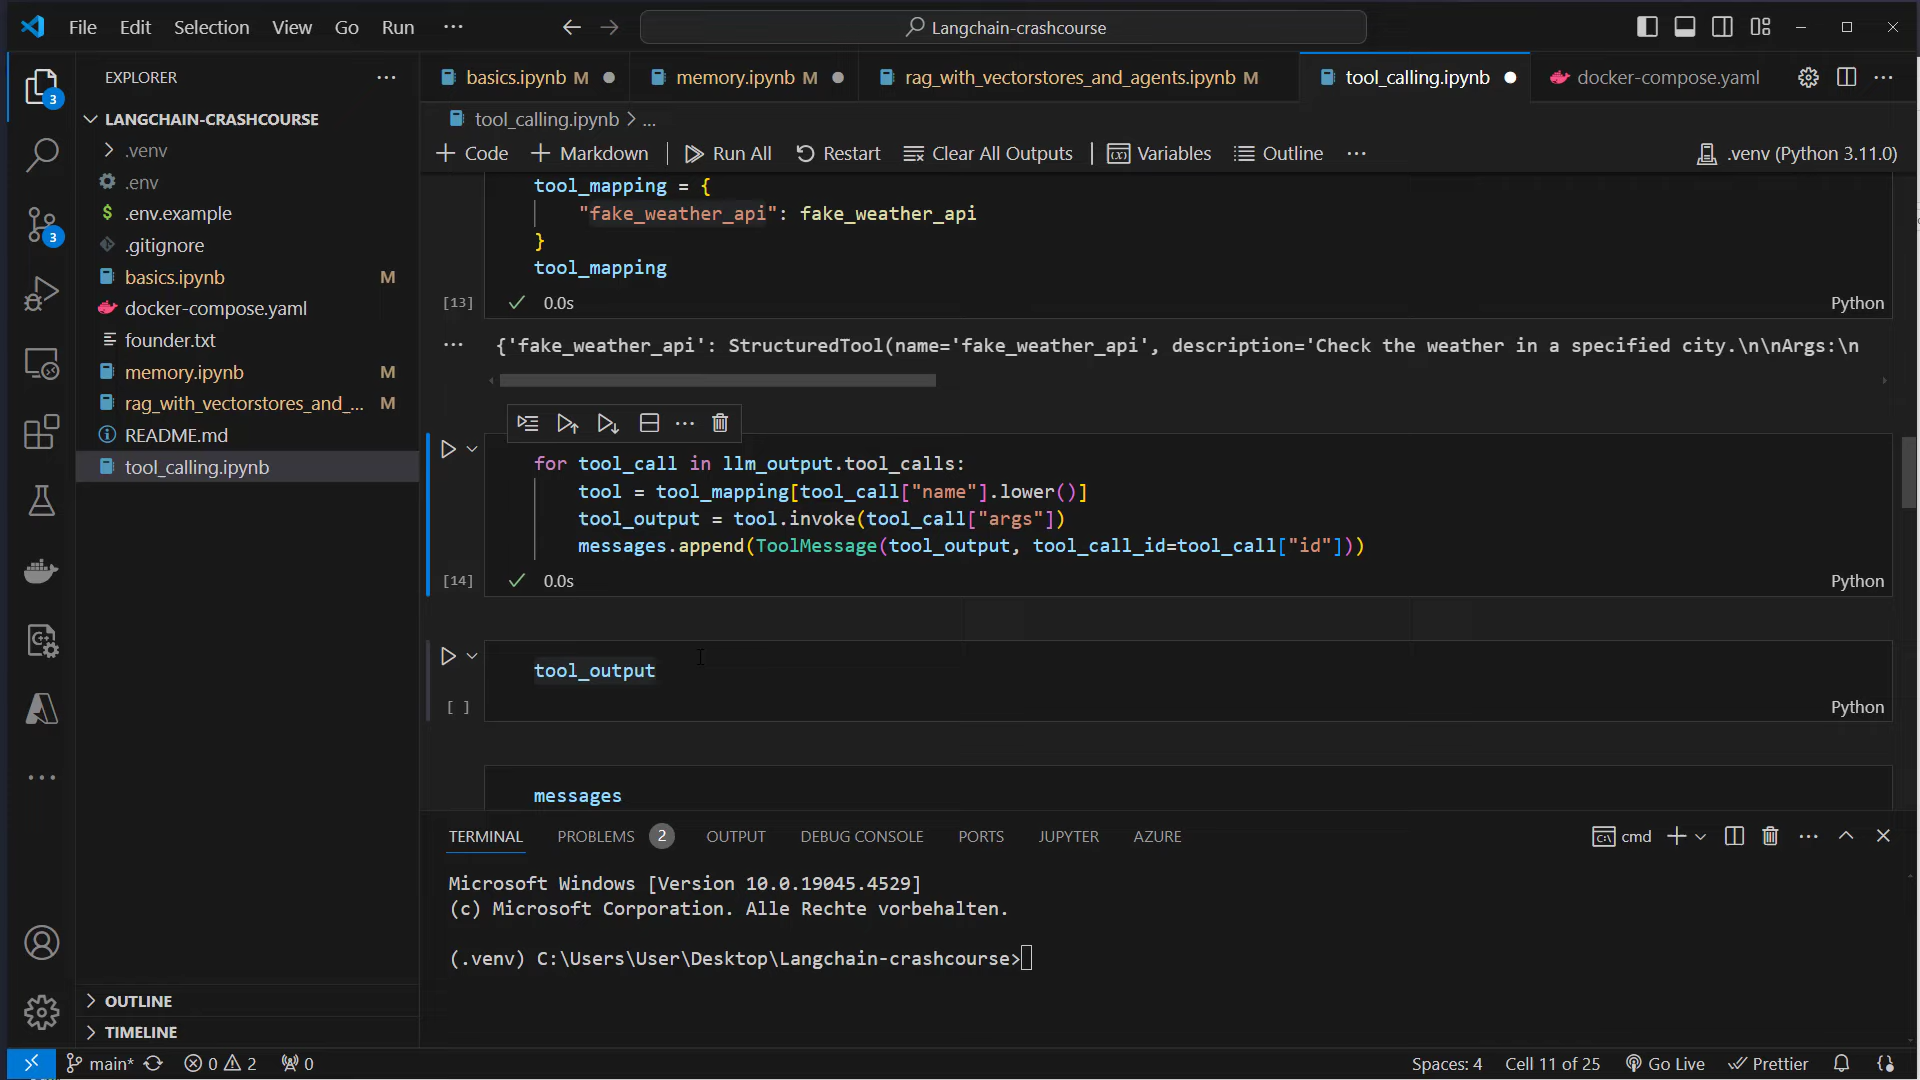 File Edit Selection View Go Run ...
Langchain-crashcourse
EXPLORER
LANGCHAIN-CRASHCOURSE
.venv
.env
$ .env.example
.gitignore
basics.ipynb M
docker-compose.yaml
founder.txt
memory.ipynb M
rag_with_vectorstores_and_... M
README.md
tool_calling.ipynb
OUTLINE
TIMELINE
3
3
basics.ipynb M
memory.ipynb M
rag_with_vectorstores_and_agents.ipynb M
tool_calling.ipynb
docker-compose.yaml
tool_calling.ipynb > ...
+ Code + Markdown | Run All Restart Clear All Outputs | Variables Outline ...
.venv (Python 3.11.0)
tool_mapping = {
"fake_weather_api": fake_weather_api
}
tool_mapping
[13] ✓ 0.0s Python
... {'fake_weather_api': StructuredTool(name='fake_weather_api', description='Check the weather in a specified city.\n\nArgs:\n
for tool_call in llm_output.tool_calls:
tool = tool_mapping[tool_call["name"].lower()]
tool_output = tool.invoke(tool_call["args"])
messages.append(ToolMessage(tool_output, tool_call_id=tool_call["id"]))
[14] ✓ 0.0s Python
tool_output
[ ] Python
messages
TERMINAL PROBLEMS 2 OUTPUT DEBUG CONSOLE PORTS JUPYTER AZURE
cmd
Microsoft Windows [Version 10.0.19045.4529]
(c) Microsoft Corporation. Alle Rechte vorbehalten.
(.venv) C:\Users\User\Desktop\Langchain-crashcourse>
main* 0 2 0
Spaces: 4 Cell 11 of 25 Go Live Prettier